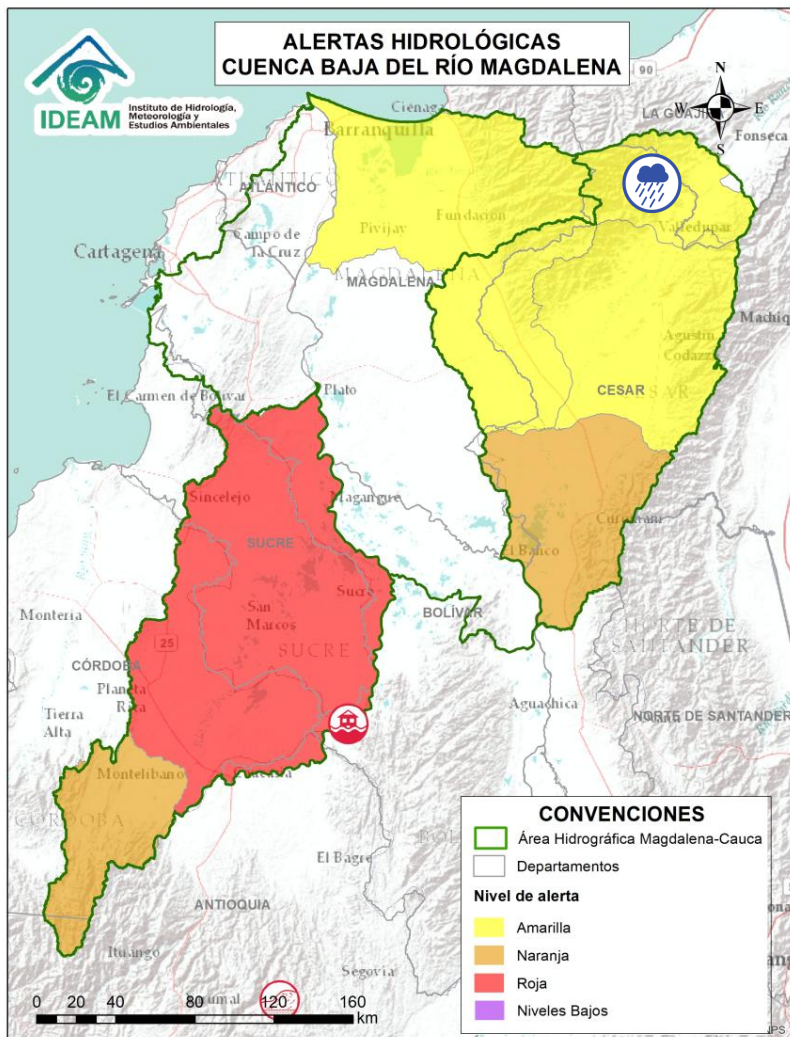 ALERTAS HIDROLÓGICAS
CUENCA BAJA DEL RÍO MAGDALENA
IDEAM
Instituto de Hidrología,
Meteorología y
Estudios Ambientales
N
W
E
S
90
Ciénaga
LA GUAJIRA
Fonseca
Barranquilla
ATLÁNTICO
Pivijay
Fundación
Valledupar
Campo de
la Cruz
Cartagena
MAGDALENA
Machiq
Agustín
Codazzi
CESAR
El Carmen de Bolívar
Plato
Sincelejo
Magangué
Curumaní
SUCRE
El Banco
Sucre
San
Marcos
BOLÍVAR
Montería
SUCRE
NORTE DE
SANTANDER
25
CÓRDOBA
Planeta
Rica
Tierra
Alta
Aguachica
NORTE DE SANTANDER
Montelíbano
CÓRDOBA
El Bagre
ANTIOQUIA
Ituango
Segovia
0 20 40 80 120 160
km
CONVENCIONES
Área Hidrográfica Magdalena-Cauca
Departamentos
Nivel de alerta
Amarilla
Naranja
Roja
Niveles Bajos